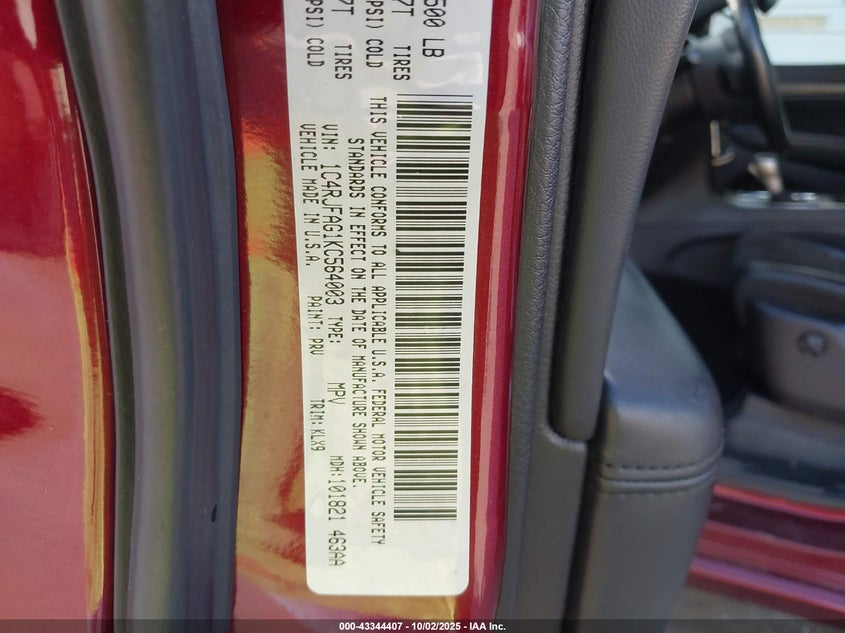 500 LB
7T TIRES
PSI) COLD
7T TIRES
PSI) COLD
THIS VEHICLE CONFORMS TO ALL APPLICABLE U.S.A. FEDERAL MOTOR VEHICLE SAFETY
STANDARDS IN EFFECT ON THE DATE OF MANUFACTURE SHOWN ABOVE.
VIN: 1C4RJFAG1KC564003 TYPE: MPV MDH:101821 463AA
VEHICLE MADE IN U.S.A. PAINT: PRV TRIM: KLX9
000-43344407 - 10/02/2025 - IAA Inc.